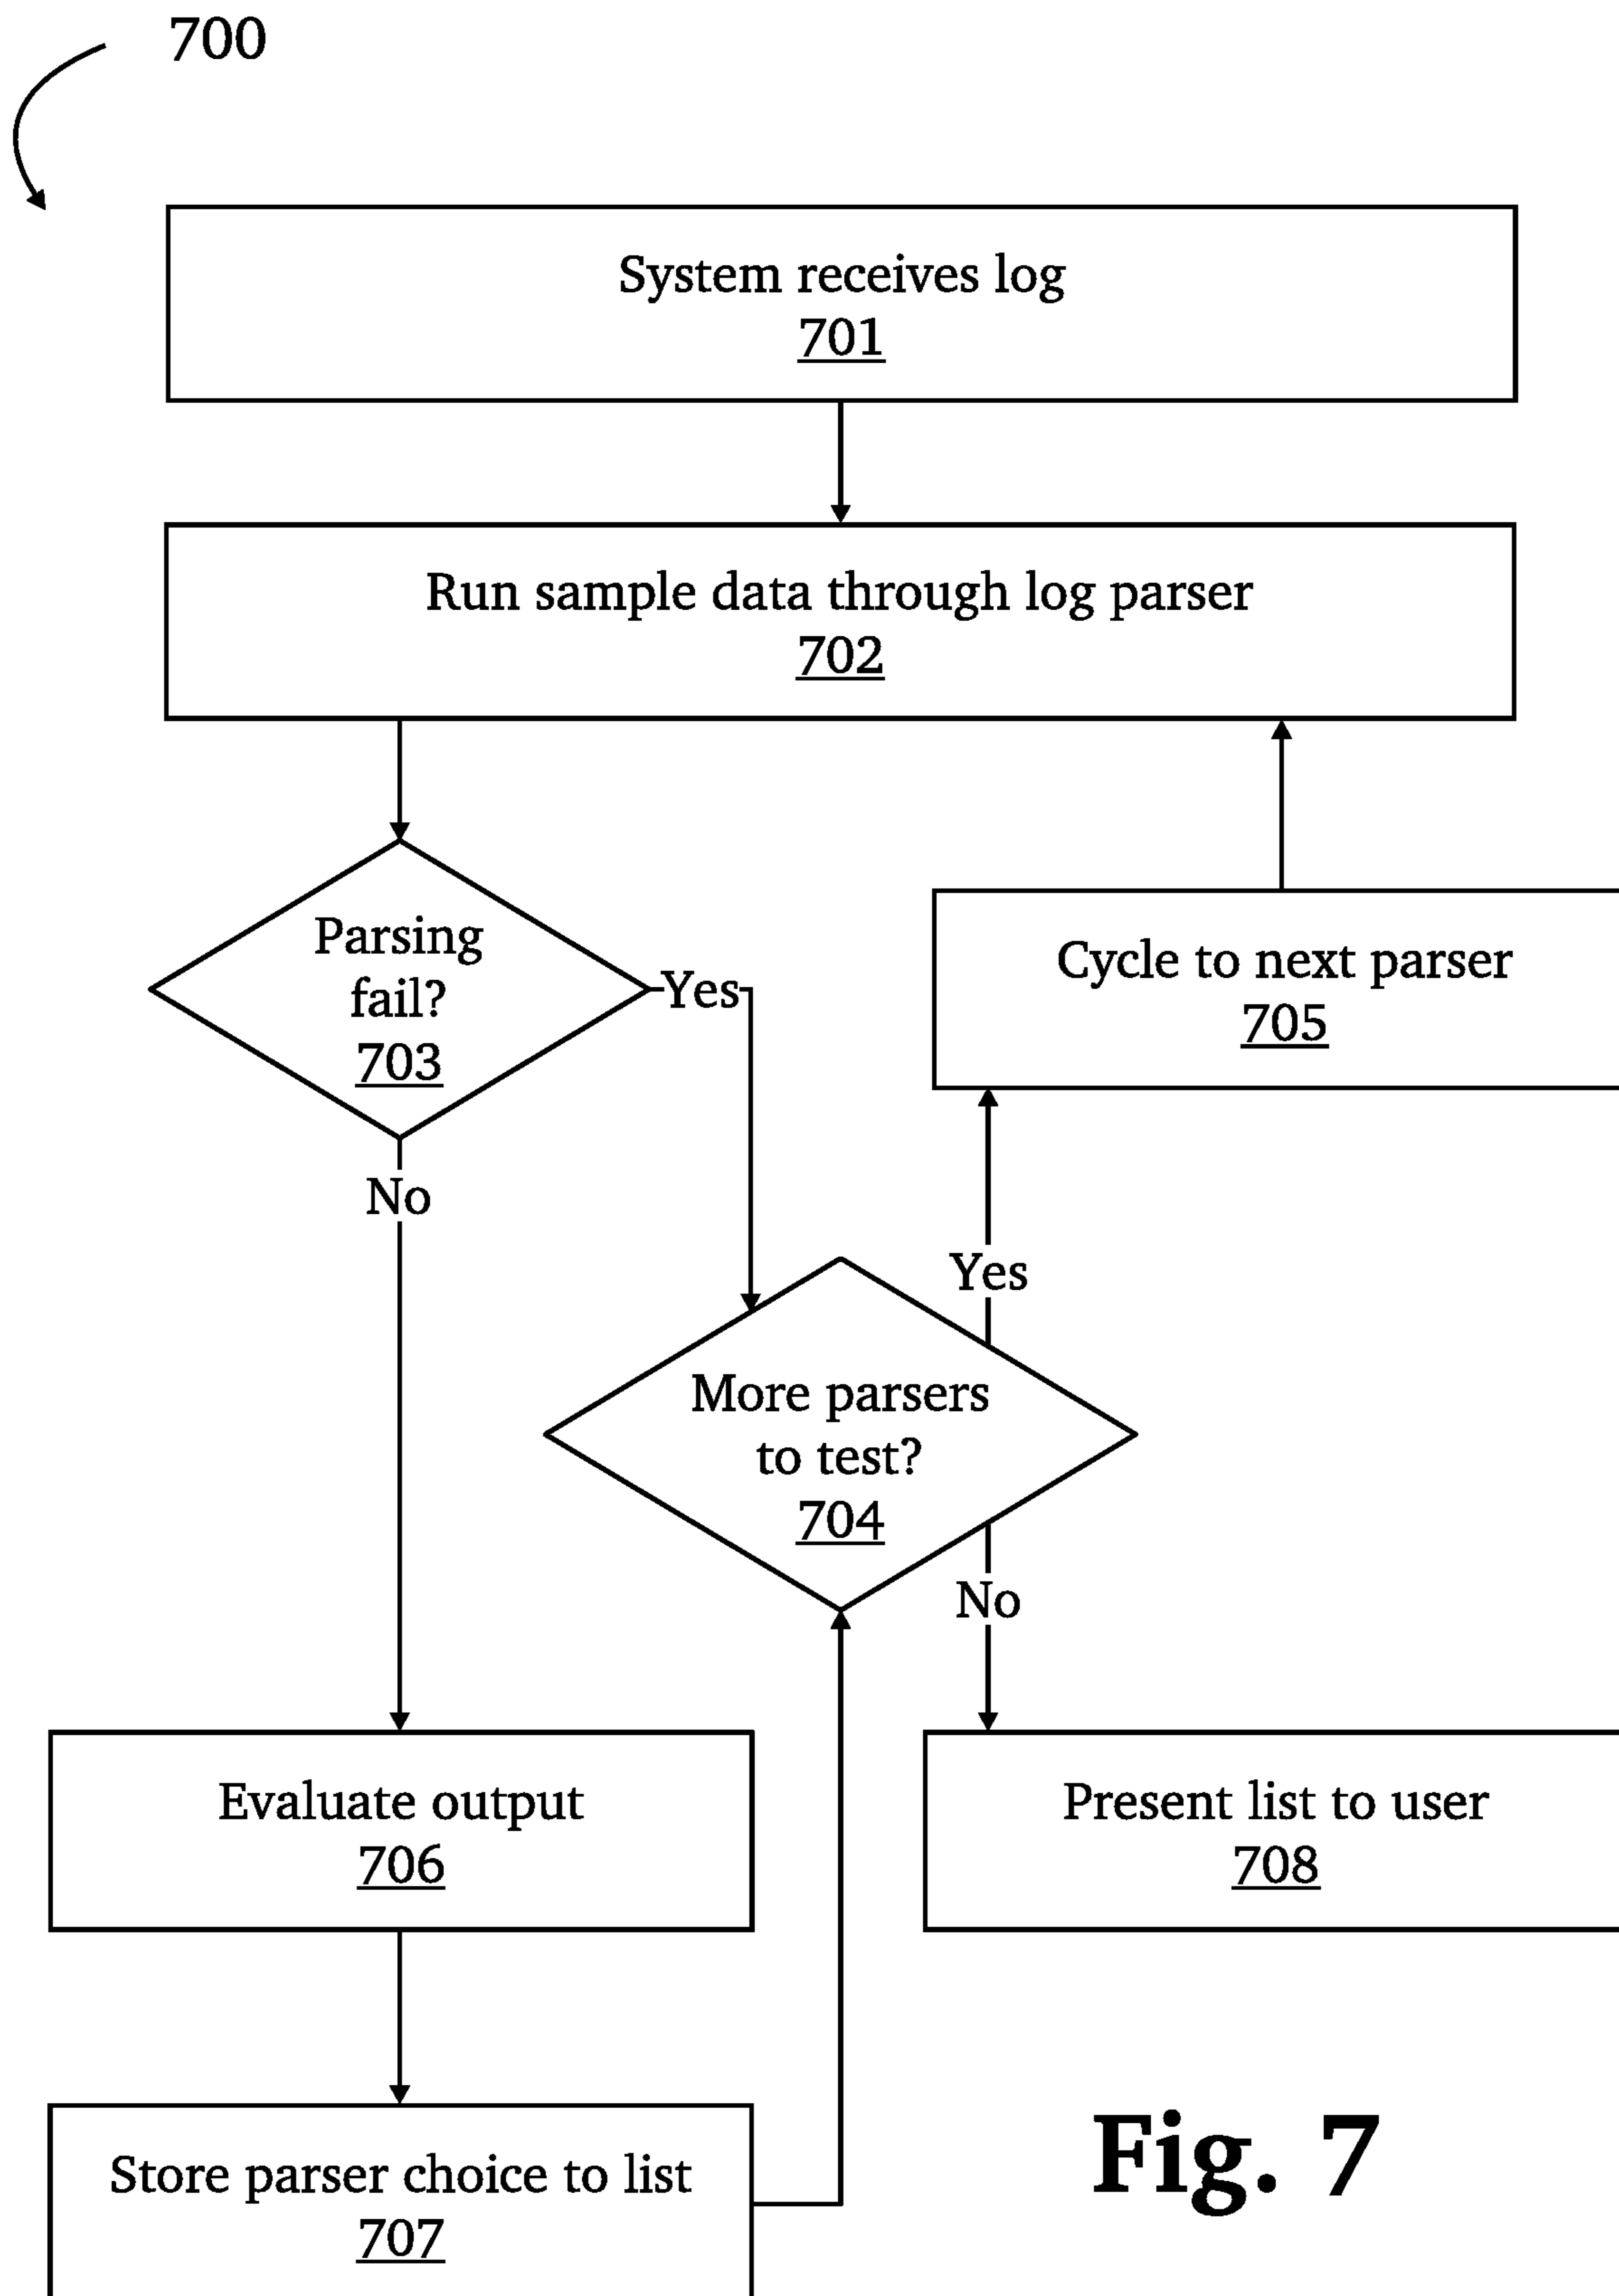 700
System receives log
701
Run sample data through log parser
702
Parsing
fail?
703
Yes
Cycle to next parser
705
No
Yes
More parsers
to test?
704
No
Evaluate output
706
Present list to user
708
Store parser choice to list
707
Fig. 7